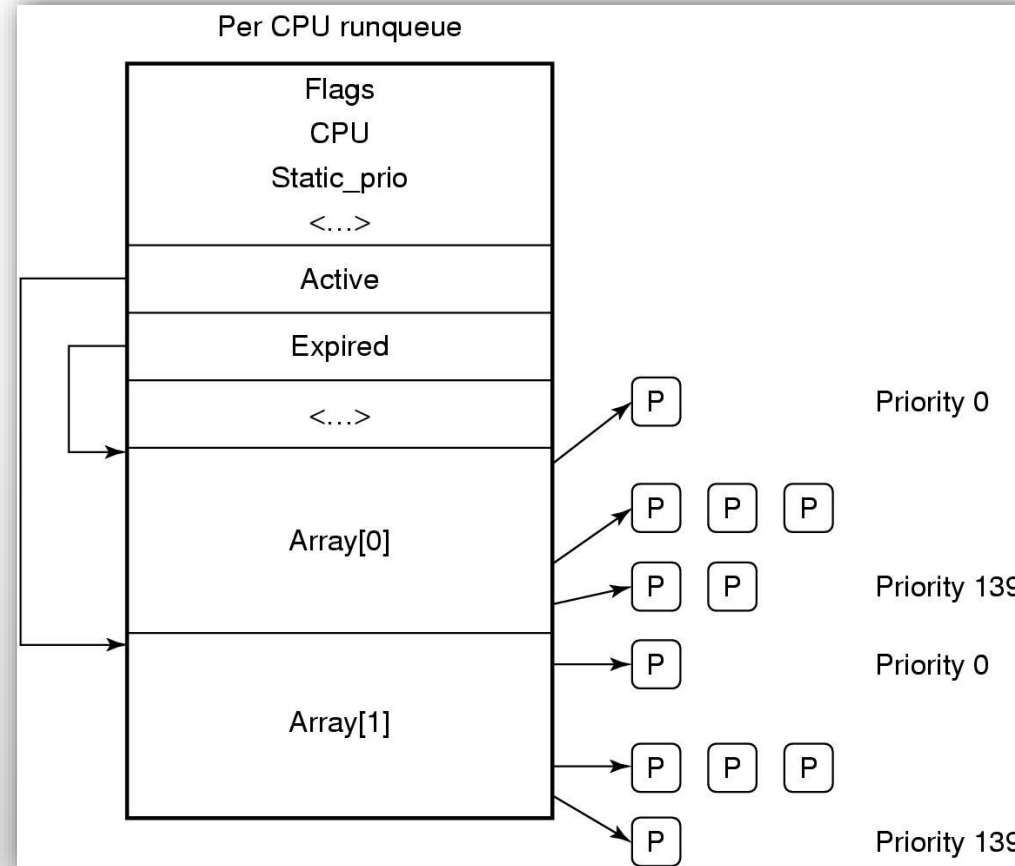 Per CPU runqueue
Flags
CPU
Static_prio
<...>
Active
Expired
<...>
P Priority 0
Array[0]
P P P
P P Priority 139
P Priority 0
Array[1]
P P P
P Priority 139